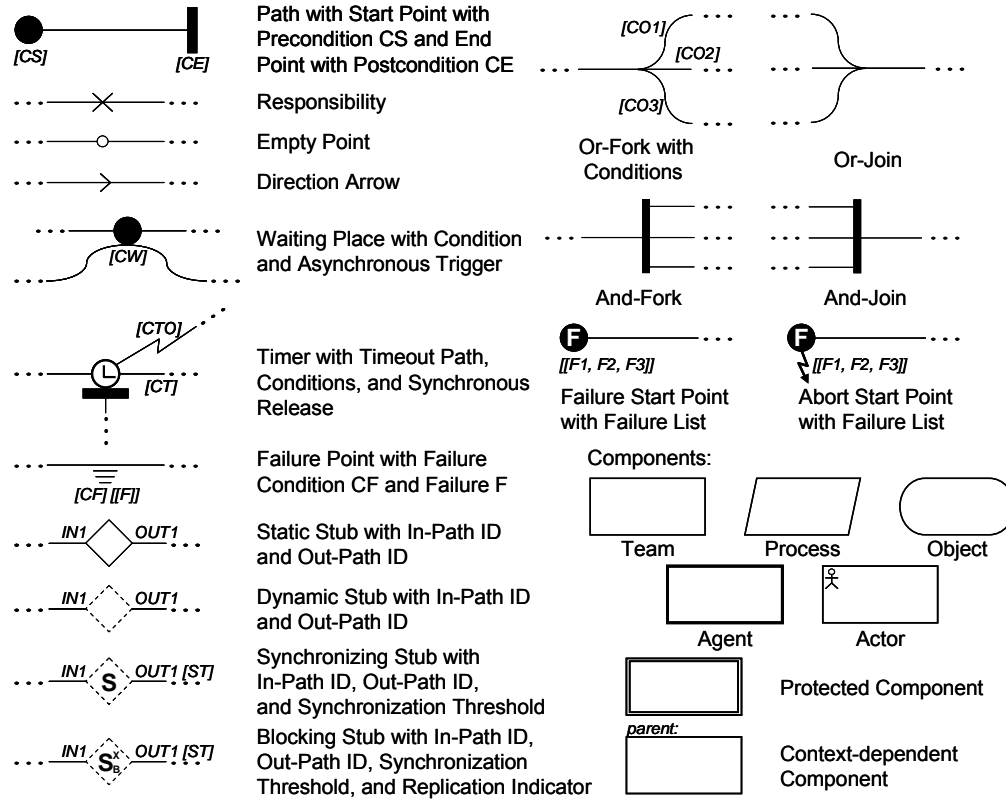 [CS]
[CE]
Path with Start Point with
Precondition CS and End
Point with Postcondition CE
Responsibility
Empty Point
Direction Arrow
[CW]
Waiting Place with Condition
and Asynchronous Trigger
[CTO]
[CT]
Timer with Timeout Path,
Conditions, and Synchronous
Release
[CF] [[F]]
Failure Point with Failure
Condition CF and Failure F
IN1 OUT1
Static Stub with In-Path ID
and Out-Path ID
IN1 OUT1
Dynamic Stub with In-Path ID
and Out-Path ID
IN1 S OUT1 [ST]
Synchronizing Stub with
In-Path ID, Out-Path ID,
and Synchronization Threshold
IN1 S X B OUT1 [ST]
Blocking Stub with In-Path ID,
Out-Path ID, Synchronization
Threshold, and Replication Indicator
[CO1]
[CO2]
[CO3]
Or-Fork with
Conditions
Or-Join
And-Fork
And-Join
F
[[F1, F2, F3]]
Failure Start Point
with Failure List
F
[[F1, F2, F3]]
Abort Start Point
with Failure List
Components:
Team
Process
Object
Agent
Actor
Protected Component
parent:
Context-dependent
Component